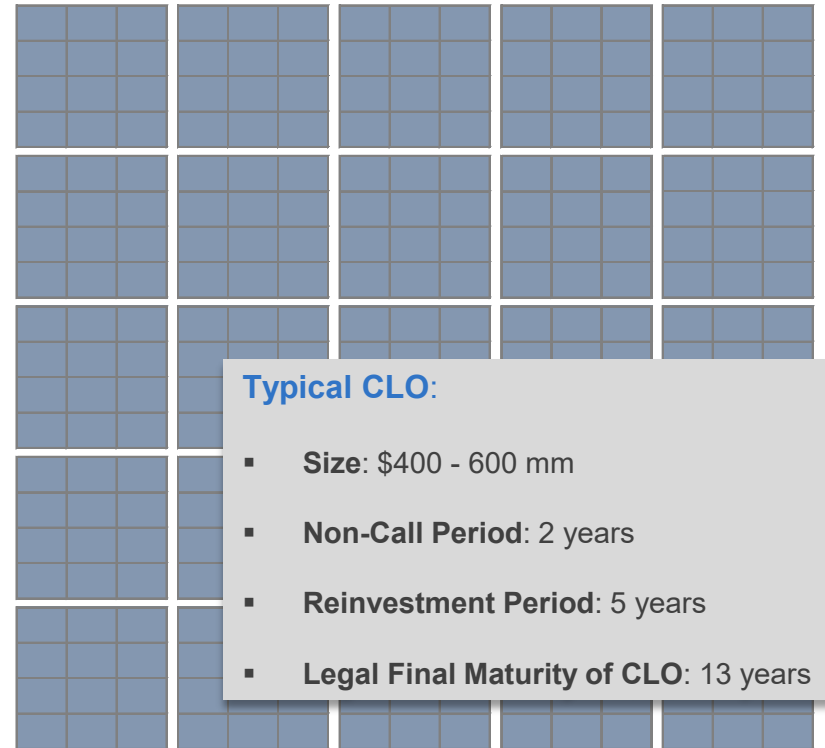 Typical CLO:
▪ Size: $400 - 600 mm
▪ Non-Call Period: 2 years
▪ Reinvestment Period: 5 years
▪ Legal Final Maturity of CLO: 13 years